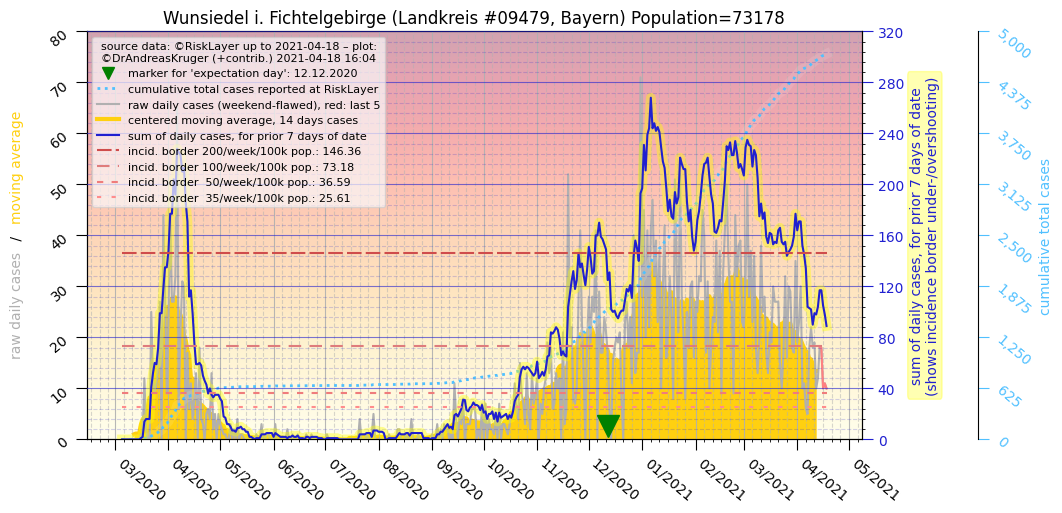 Wunsiedel i. Fichtelgebirge (Landkreis #09479, Bayern) Population=73178
source data: ©RiskLayer up to 2021-04-18 – plot:
©DrAndreasKruger (+contrib.) 2021-04-18 16:04
marker for 'expectation day': 12.12.2020
cumulative total cases reported at RiskLayer
raw daily cases (weekend-flawed), red: last 5
centered moving average, 14 days cases
sum of daily cases, for prior 7 days of date
incid. border 200/week/100k pop.: 146.36
incid. border 100/week/100k pop.: 73.18
incid. border  50/week/100k pop.: 36.59
incid. border  35/week/100k pop.: 25.61
raw daily cases  /  moving average
80
70
60
50
40
30
20
10
0
03/2020
04/2020
05/2020
06/2020
07/2020
08/2020
09/2020
10/2020
11/2020
12/2020
01/2021
02/2021
03/2021
04/2021
05/2021
320
280
240
200
160
120
80
40
0
sum of daily cases, for prior 7 days of date
(shows incidence border under-/overshooting)
5,000
4,375
3,750
3,125
2,500
1,875
1,250
625
0
cumulative total cases